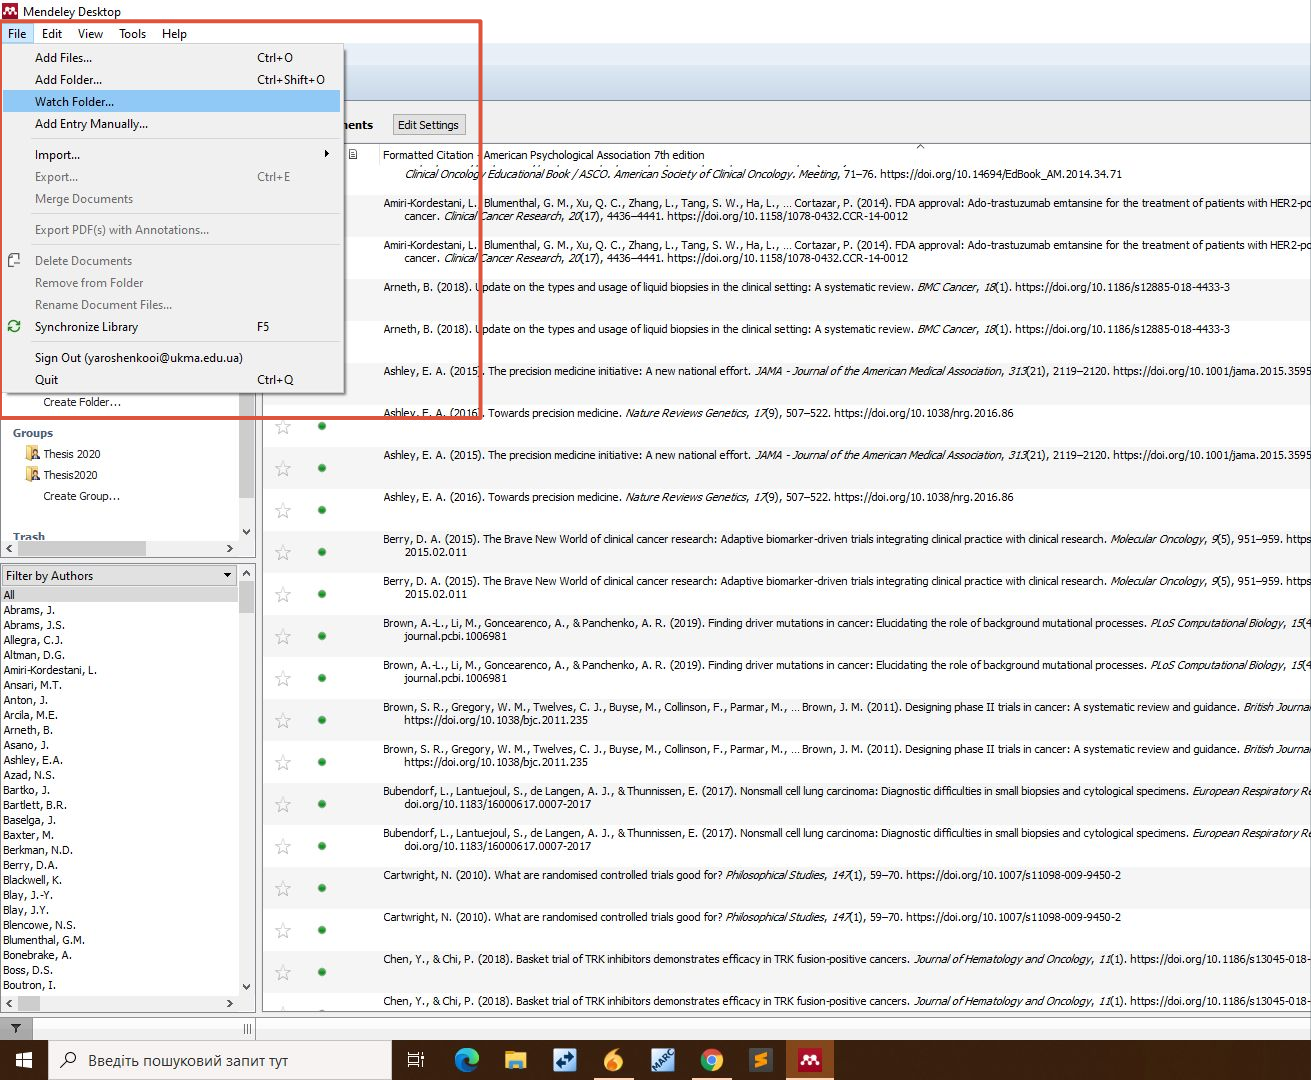 Mendeley Desktop
File Edit View Tools Help
Add Files... Ctrl+O
Add Folder... Ctrl+Shift+O
Watch Folder...
Add Entry Manually...
Import...
Export... Ctrl+E
Merge Documents
Export PDF(s) with Annotations...
Delete Documents
Remove from Folder
Rename Document Files...
Synchronize Library F5
Sign Out (yaroshenkooi@ukma.edu.ua)
Quit Ctrl+Q
Create Folder...
Groups
Thesis 2020
Thesis2020
Create Group...
Trash
Filter by Authors
All
Abrams, J.
Abrams, J.S.
Allegra, C.J.
Altman, D.G.
Amiri-Kordestani, L.
Ansari, M.T.
Anton, J.
Arcila, M.E.
Arneth, B.
Asano, J.
Ashley, E.A.
Azad, N.S.
Bartko, J.
Bartlett, B.R.
Baselga, J.
Baxter, M.
Berkman, N.D.
Berry, D.A.
Blackwell, K.
Blay, J.-Y.
Blay, J.Y.
Blencowe, N.S.
Blumenthal, G.M.
Bonebrake, A.
Boss, D.S.
Boutron, I.
ments Edit Settings
Formatted Citation - American Psychological Association 7th edition
Clinical Oncology Educational Book / ASCO. American Society of Clinical Oncology. Meeting, 71–76. https://doi.org/10.14694/EdBook_AM.2014.34.71
Amiri-Kordestani, L., Blumenthal, G. M., Xu, Q. C., Zhang, L., Tang, S. W., Ha, L., … Cortazar, P. (2014). FDA approval: Ado-trastuzumab emtansine for the treatment of patients with HER2-po
cancer. Clinical Cancer Research, 20(17), 4436–4441. https://doi.org/10.1158/1078-0432.CCR-14-0012
Amiri-Kordestani, L., Blumenthal, G. M., Xu, Q. C., Zhang, L., Tang, S. W., Ha, L., … Cortazar, P. (2014). FDA approval: Ado-trastuzumab emtansine for the treatment of patients with HER2-po
cancer. Clinical Cancer Research, 20(17), 4436–4441. https://doi.org/10.1158/1078-0432.CCR-14-0012
Arneth, B. (2018). Update on the types and usage of liquid biopsies in the clinical setting: A systematic review. BMC Cancer, 18(1). https://doi.org/10.1186/s12885-018-4433-3
Arneth, B. (2018). Update on the types and usage of liquid biopsies in the clinical setting: A systematic review. BMC Cancer, 18(1). https://doi.org/10.1186/s12885-018-4433-3
Ashley, E. A. (2015). The precision medicine initiative: A new national effort. JAMA - Journal of the American Medical Association, 313(21), 2119–2120. https://doi.org/10.1001/jama.2015.3595
Ashley, E. A. (2016). Towards precision medicine. Nature Reviews Genetics, 17(9), 507–522. https://doi.org/10.1038/nrg.2016.86
Ashley, E. A. (2015). The precision medicine initiative: A new national effort. JAMA - Journal of the American Medical Association, 313(21), 2119–2120. https://doi.org/10.1001/jama.2015.3595
Ashley, E. A. (2016). Towards precision medicine. Nature Reviews Genetics, 17(9), 507–522. https://doi.org/10.1038/nrg.2016.86
Berry, D. A. (2015). The Brave New World of clinical cancer research: Adaptive biomarker-driven trials integrating clinical practice with clinical research. Molecular Oncology, 9(5), 951–959. https
2015.02.011
Berry, D. A. (2015). The Brave New World of clinical cancer research: Adaptive biomarker-driven trials integrating clinical practice with clinical research. Molecular Oncology, 9(5), 951–959. https
2015.02.011
Brown, A.-L., Li, M., Goncearenco, A., & Panchenko, A. R. (2019). Finding driver mutations in cancer: Elucidating the role of background mutational processes. PLoS Computational Biology, 15(4
journal.pcbi.1006981
Brown, A.-L., Li, M., Goncearenco, A., & Panchenko, A. R. (2019). Finding driver mutations in cancer: Elucidating the role of background mutational processes. PLoS Computational Biology, 15(4
journal.pcbi.1006981
Brown, S. R., Gregory, W. M., Twelves, C. J., Buyse, M., Collinson, F., Parmar, M., … Brown, J. M. (2011). Designing phase II trials in cancer: A systematic review and guidance. British Journa
https://doi.org/10.1038/bjc.2011.235
Brown, S. R., Gregory, W. M., Twelves, C. J., Buyse, M., Collinson, F., Parmar, M., … Brown, J. M. (2011). Designing phase II trials in cancer: A systematic review and guidance. British Journa
https://doi.org/10.1038/bjc.2011.235
Bubendorf, L., Lantuejoul, S., de Langen, A. J., & Thunnissen, E. (2017). Nonsmall cell lung carcinoma: Diagnostic difficulties in small biopsies and cytological specimens. European Respiratory Re
doi.org/10.1183/16000617.0007-2017
Bubendorf, L., Lantuejoul, S., de Langen, A. J., & Thunnissen, E. (2017). Nonsmall cell lung carcinoma: Diagnostic difficulties in small biopsies and cytological specimens. European Respiratory Re
doi.org/10.1183/16000617.0007-2017
Cartwright, N. (2010). What are randomised controlled trials good for? Philosophical Studies, 147(1), 59–70. https://doi.org/10.1007/s11098-009-9450-2
Cartwright, N. (2010). What are randomised controlled trials good for? Philosophical Studies, 147(1), 59–70. https://doi.org/10.1007/s11098-009-9450-2
Chen, Y., & Chi, P. (2018). Basket trial of TRK inhibitors demonstrates efficacy in TRK fusion-positive cancers. Journal of Hematology and Oncology, 11(1). https://doi.org/10.1186/s13045-018-
Chen, Y., & Chi, P. (2018). Basket trial of TRK inhibitors demonstrates efficacy in TRK fusion-positive cancers. Journal of Hematology and Oncology, 11(1). https://doi.org/10.1186/s13045-018-
Введіть пошуковий запит тут
MARC